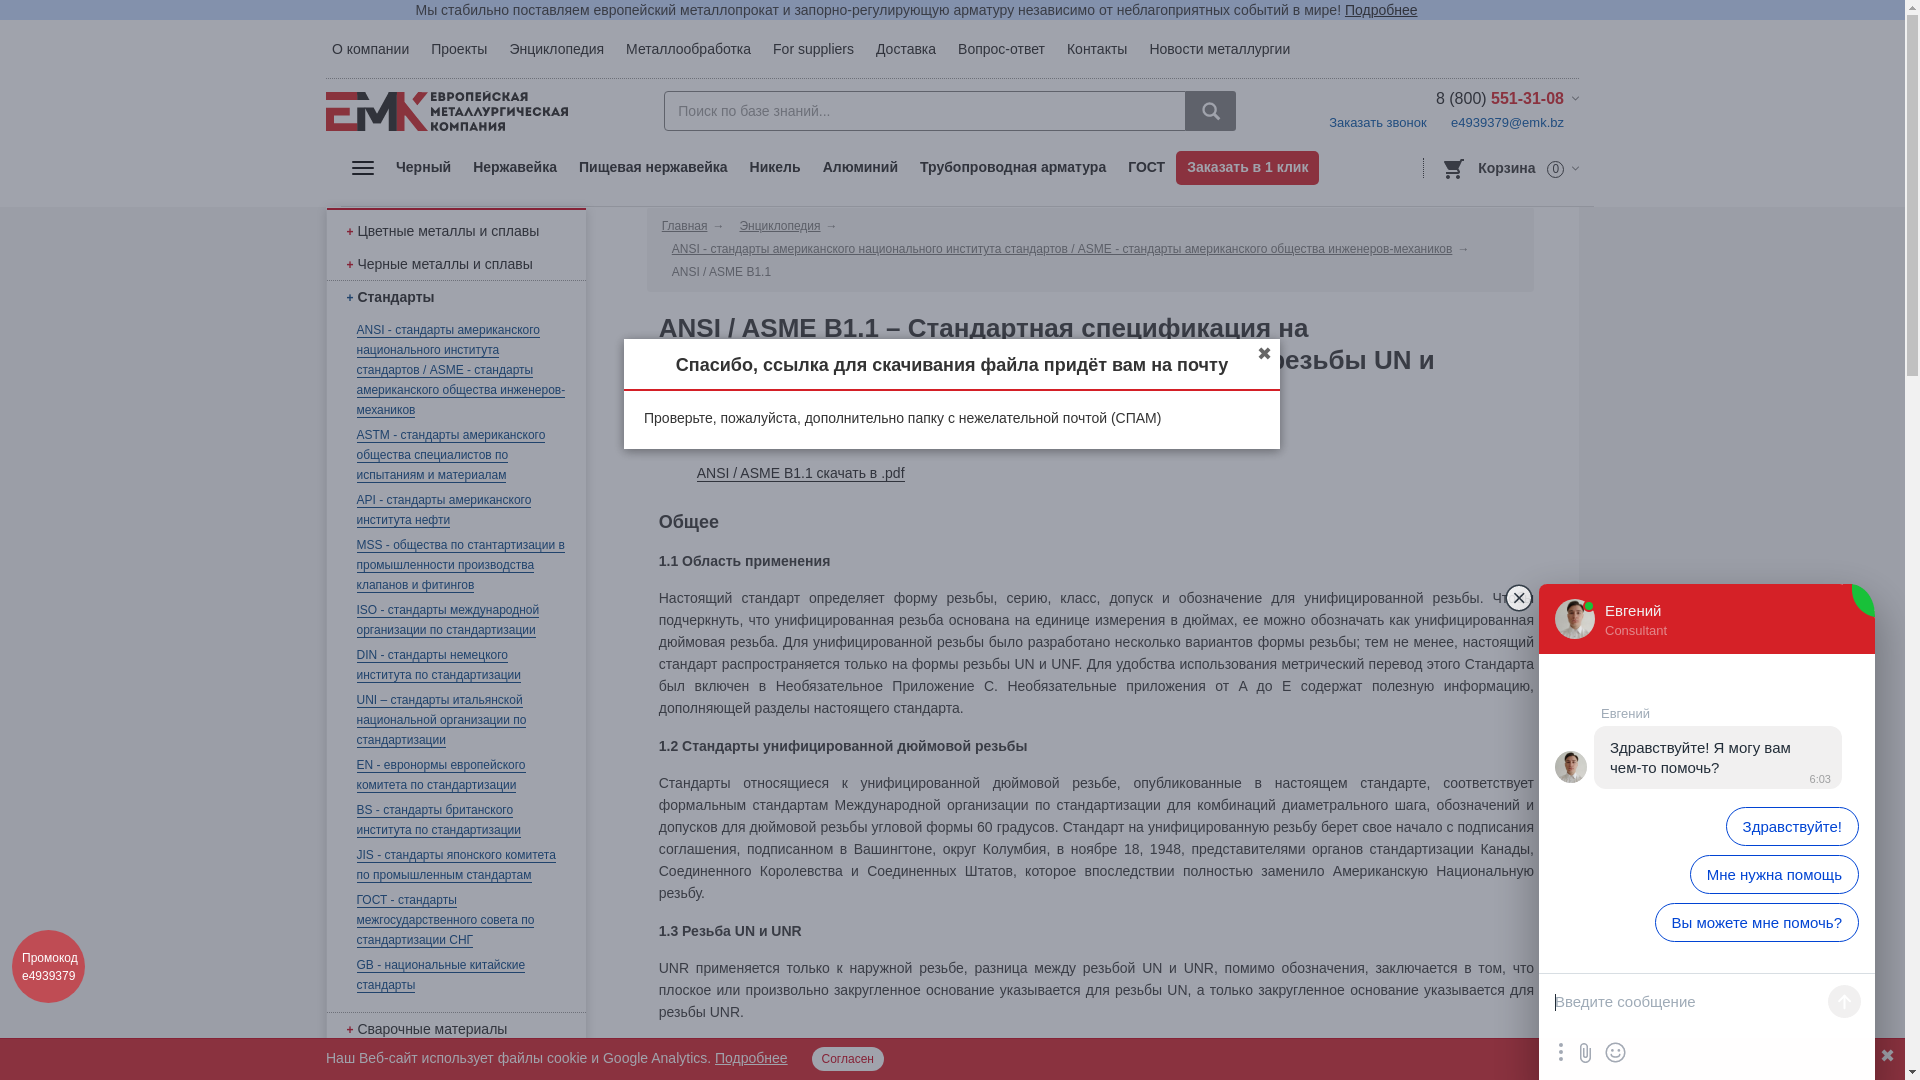 Мы стабильно поставляем европейский металлопрокат и запорно-регулирующую арматуру независимо от неблагоприятных событий в мире! Подробнее
О компании Проекты Энциклопедия Металлообработка For suppliers Доставка Вопрос-ответ Контакты Новости металлургии
ЕМК ЕВРОПЕЙСКАЯ
МЕТАЛЛУРГИЧЕСКАЯ
КОМПАНИЯ
Поиск по базе знаний...
8 (800) 551-31-08
Заказать звонок e4939379@emk.bz
Черный Нержавейка Пищевая нержавейка Никель Алюминий Трубопроводная арматура ГОСТ Заказать в 1 клик
Корзина 0
+ Цветные металлы и сплавы
+ Черные металлы и сплавы
+ Стандарты
ANSI - стандарты американского
национального института
стандартов / ASME - стандарты
американского общества инженеров-
механиков
ASTM - стандарты американского
общества специалистов по
испытаниям и материалам
API - стандарты американского
института нефти
MSS - общества по стантартизации в
промышленности производства
клапанов и фитингов
ISO - стандарты международной
организации по стандартизации
DIN - стандарты немецкого
института по стандартизации
UNI – стандарты итальянской
национальной организации по
стандартизации
EN - евронормы европейского
комитета по стандартизации
BS - стандарты британского
института по стандартизации
JIS - стандарты японского комитета
по промышленным стандартам
ГОСТ - стандарты
межгосударственного совета по
стандартизации СНГ
GB - национальные китайские
стандарты
+ Сварочные материалы
Главная → Энциклопедия →
ANSI - стандарты американского национального института стандартов / ASME - стандарты американского общества инженеров-механиков →
ANSI / ASME B1.1
ANSI / ASME B1.1 – Стандартная спецификация на
резьбы UN и
Спасибо, ссылка для скачивания файла придёт вам на почту
✖
Проверьте, пожалуйста, дополнительно папку с нежелательной почтой (СПАМ)
ANSI / ASME B1.1 скачать в .pdf
Общее
1.1 Область применения
Настоящий стандарт определяет форму резьбы, серию, класс, допуск и обозначение для унифицированной резьбы.
подчеркнуть, что унифицированная резьба основана на единице измерения в дюймах, ее можно обозначать как унифицированная
дюймовая резьба. Для унифицированной резьбы было разработано несколько вариантов формы резьбы; тем не менее, настоящий
стандарт распространяется только на формы резьбы UN и UNF. Для удобства использования метрический перевод этого Стандарта
был включен в Необязательное Приложение C. Необязательные приложения от A до E содержат полезную информацию,
дополняющей разделы настоящего стандарта.
1.2 Стандарты унифицированной дюймовой резьбы
Стандарты относящиеся к унифицированной дюймовой резьбе, опубликованные в настоящем стандарте, соответствует
формальным стандартам Международной организации по стандартизации для комбинаций диаметрального шага, обозначений и
допусков для дюймовой резьбы угловой формы 60 градусов. Стандарт на унифицированную резьбу берет свое начало с подписания
соглашения, подписанном в Вашингтоне, округ Колумбия, в ноябре 18, 1948, представителями органов стандартизации Канады,
Соединенного Королевства и Соединенных Штатов, которое впоследствии полностью заменило Американскую Национальную
резьбу.
1.3 Резьба UN и UNR
UNR применяется только к наружной резьбе, разница между резьбой UN и UNR, помимо обозначения, заключается в том, что
плоское или произвольно закругленное основание указывается для резьбы UN, а только закругленное основание указывается для
резьбы UNR.
Евгений
Consultant
Евгений
Здравствуйте! Я могу вам
чем-то помочь?
6:03
Здравствуйте!
Мне нужна помощь
Вы можете мне помочь?
Введите сообщение
Промокод
e4939379
Наш Веб-сайт использует файлы cookie и Google Analytics. Подробнее Согласен ✖